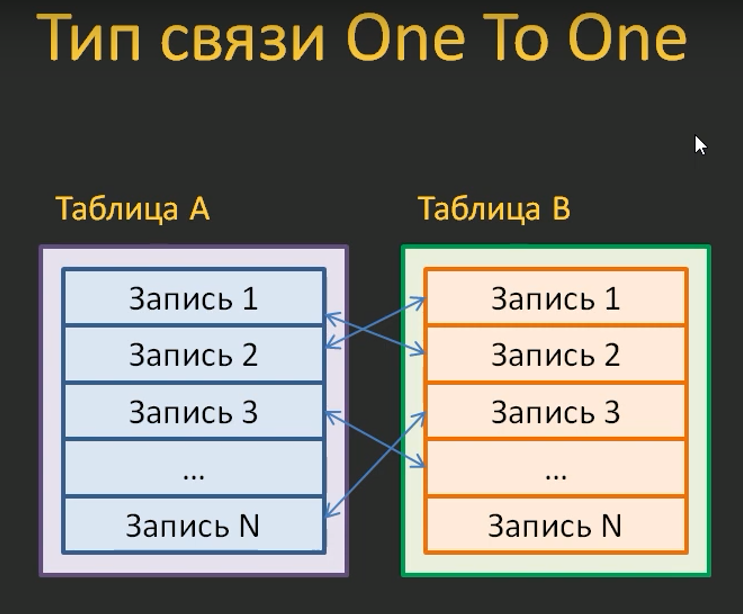 Тип связи One To One
Таблица A
Запись 1
Запись 2
Запись 3
...
Запись N
Таблица B
Запись 1
Запись 2
Запись 3
...
Запись N